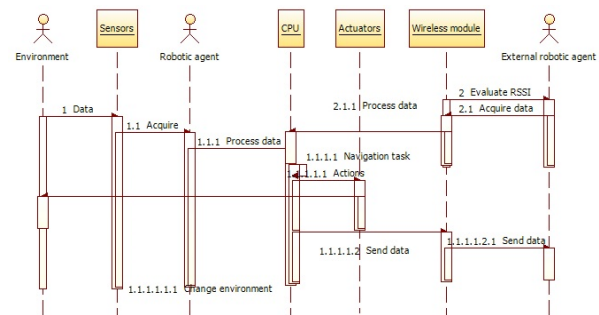 Sensors
CPU
Actuators
Wireless module
Environment
Robotic agent
External robotic agent
2 Evaluate RSSI
1 Data
2.1.1 Process data
2.1 Acquire data
1.1 Acquire
1.1.1 Process data
1.1.1.1 Navigation task
1.1.1.1.1 Actions
1.1.1.1.2 Send data
1.1.1.1.2.1 Send data
1.1.1.1.1.1 Change environment